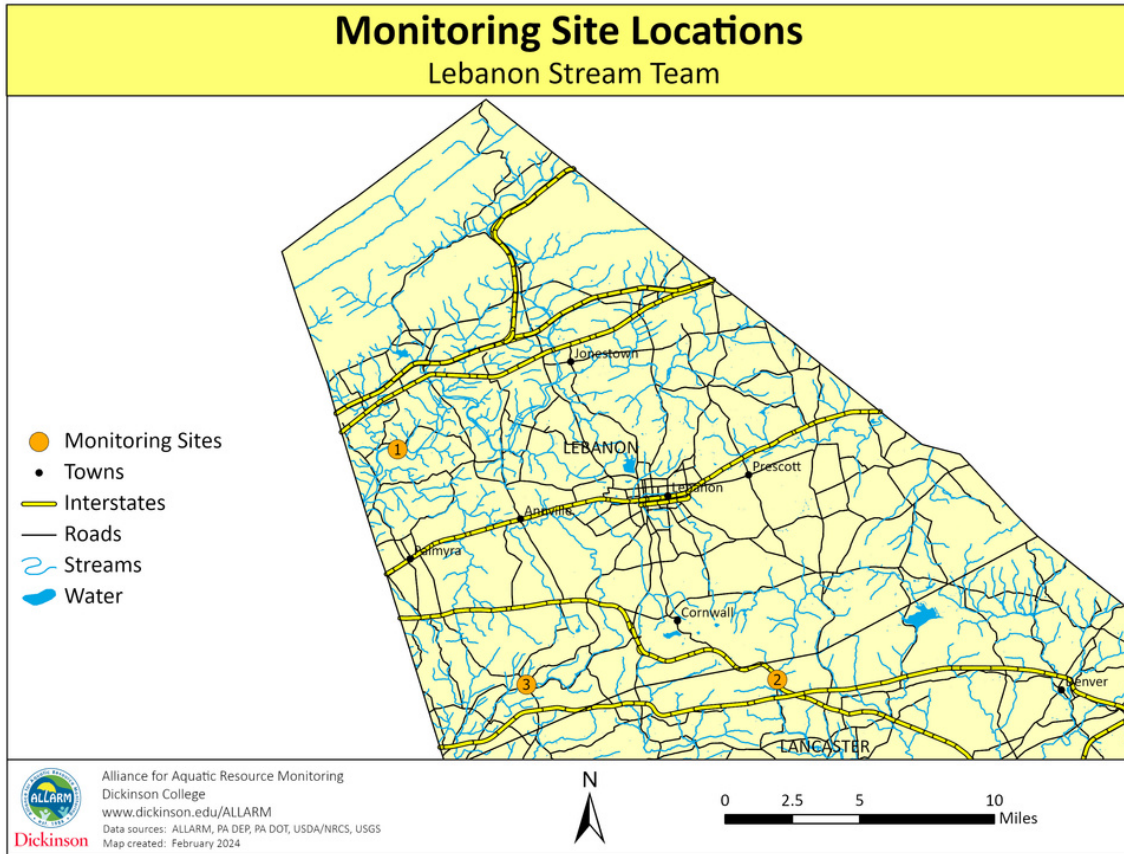 Monitoring Site Locations
Lebanon Stream Team
Jonestown
1
LEBANON
Prescott
Lebanon
Annville
Palmyra
Cornwall
3
2
Denver
LANCASTER
Monitoring Sites
Towns
Interstates
Roads
Streams
Water
Alliance for Aquatic Resource Monitoring
Dickinson College
www.dickinson.edu/ALLARM
Data sources: ALLARM, PA DEP, PA DOT, USDA/NRCS, USGS
Map created: February 2024
ALLARM
Dickinson
N
0 2.5 5 10
Miles